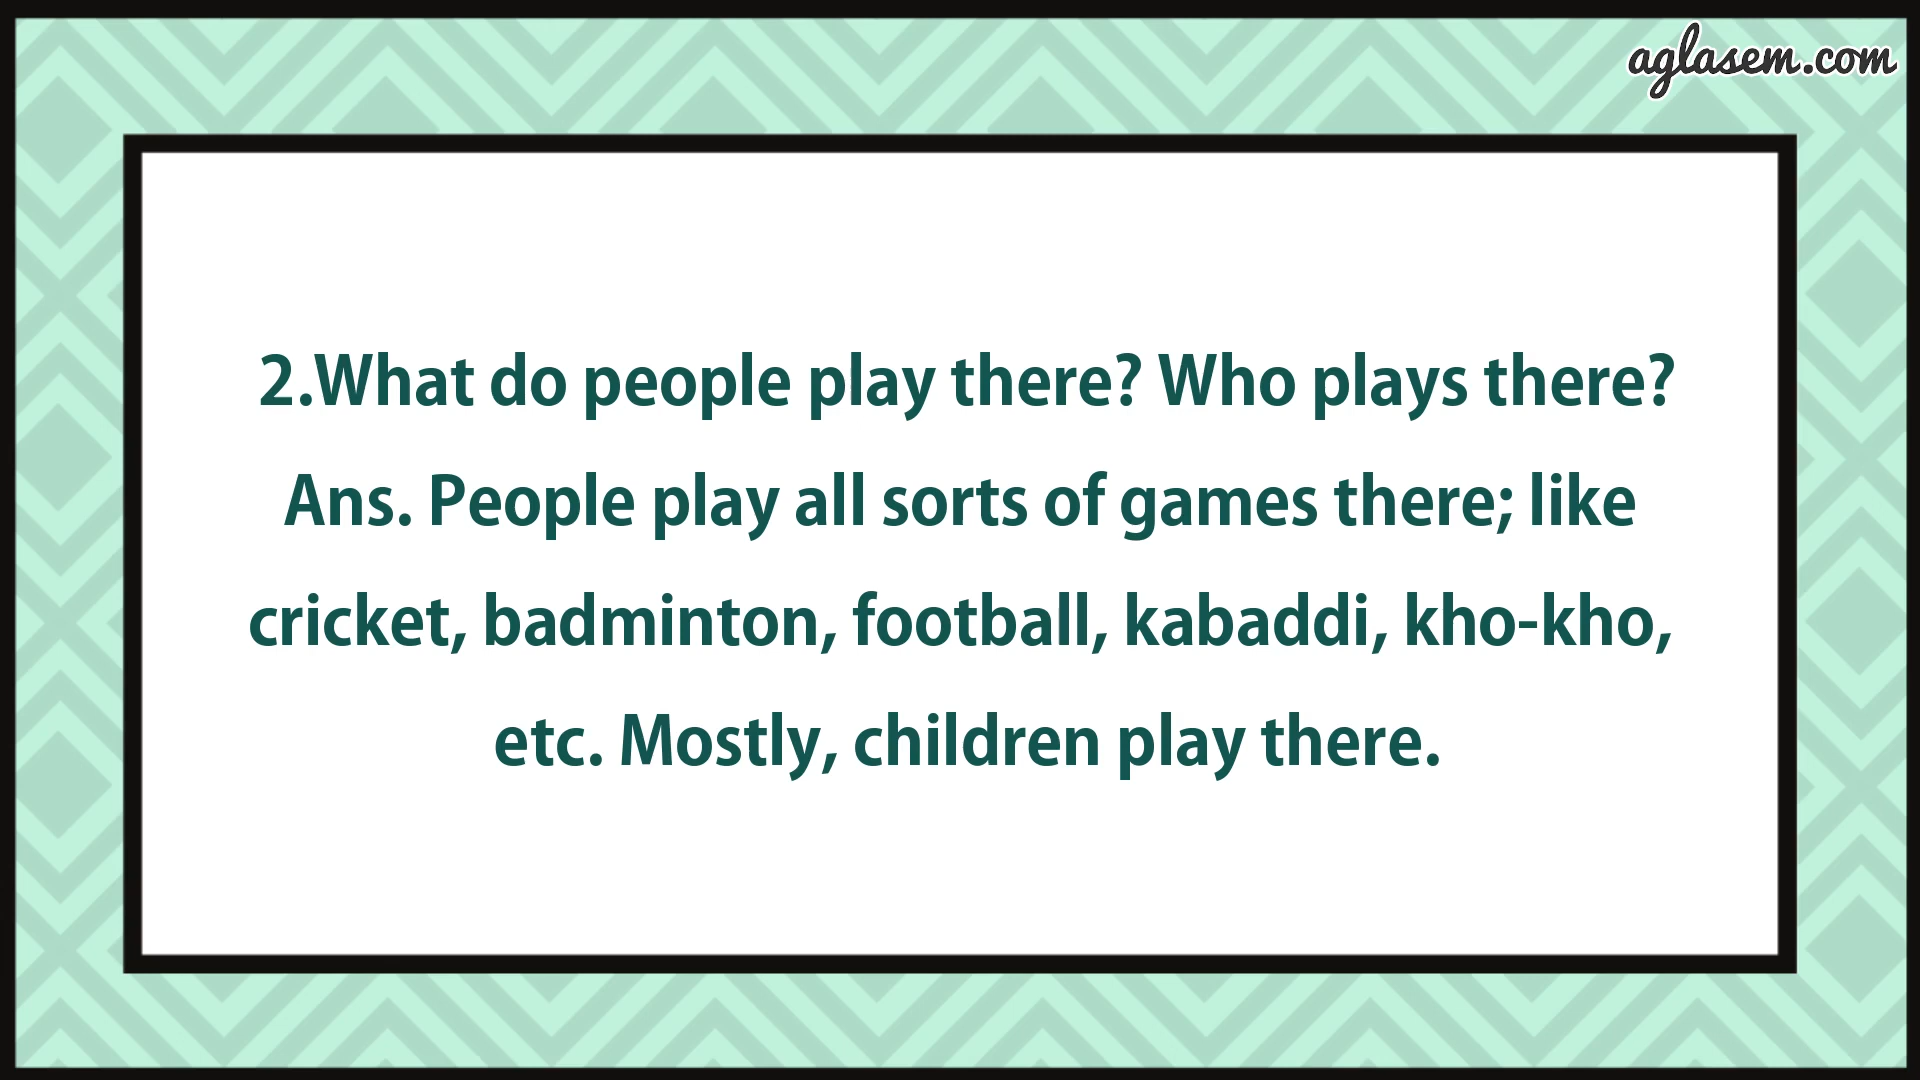 aglasem.com
2.What do people play there? Who plays there?
Ans. People play all sorts of games there; like
cricket, badminton, football, kabaddi, kho-kho,
etc. Mostly, children play there.